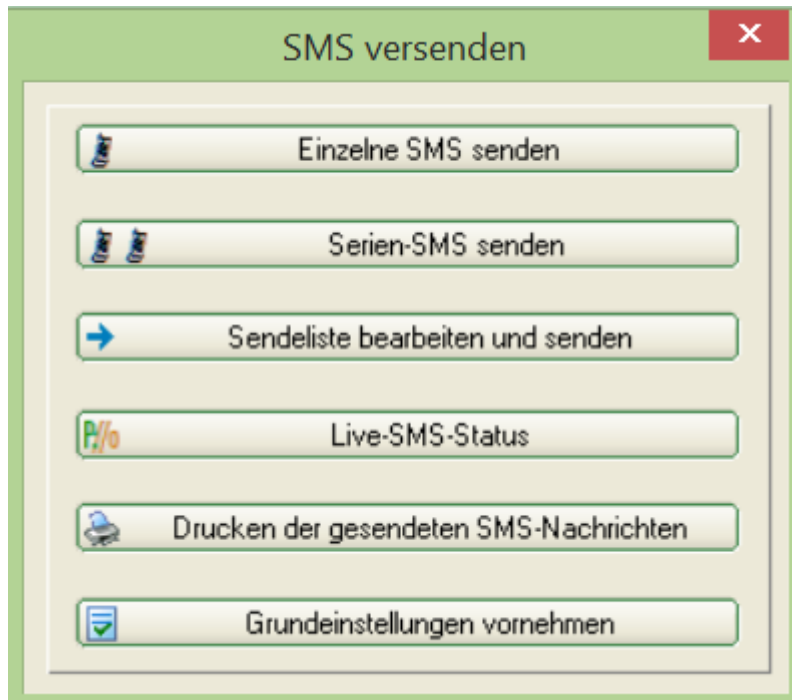 SMS versenden
Einzelne SMS senden
Serien-SMS senden
Sendeliste bearbeiten und senden
Live-SMS-Status
Drucken der gesendeten SMS-Nachrichten
Grundeinstellungen vornehmen